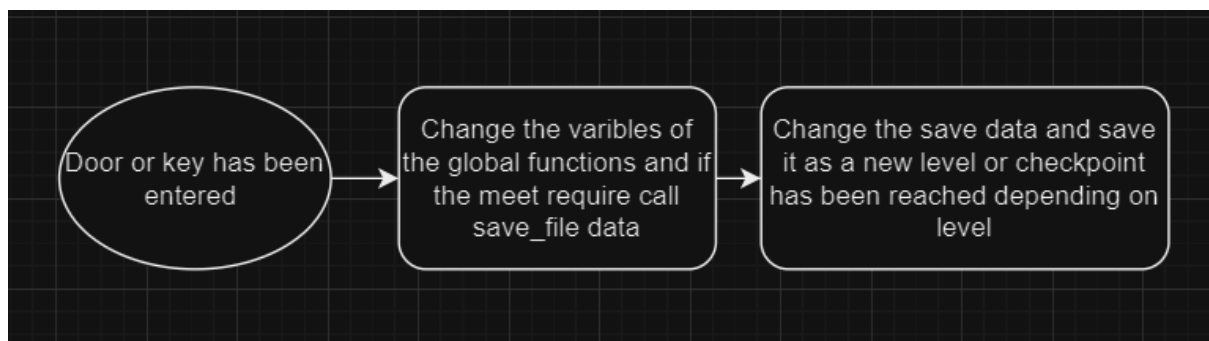 Door or key has been
entered
Change the varibles of
the global functions and if
the meet require call
save_file data
Change the save data and save
it as a new level or checkpoint
has been reached depending on
level